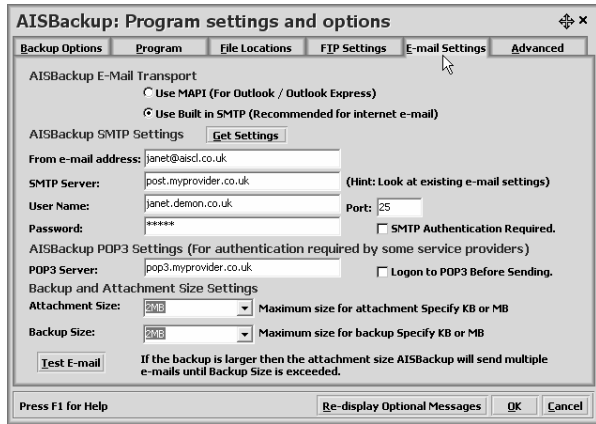 AISBackup: Program settings and options
Backup Options Program File Locations FTP Settings E-mail Settings Advanced
AISBackup E-Mail Transport
Use MAPI (For Outlook / Outlook Express)
Use Built in SMTP (Recommended for internet e-mail)
AISBackup SMTP Settings Get Settings
From e-mail address: janet@aiscl.co.uk
SMTP Server: post.myprovider.co.uk (Hint: Look at existing e-mail settings)
User Name: janet.demon.co.uk Port: 25
Password: ***** SMTP Authentication Required.
AISBackup POP3 Settings (For authentication required by some service providers)
POP3 Server: pop3.myprovider.co.uk Logon to POP3 Before Sending.
Backup and Attachment Size Settings
Attachment Size: 2MB Maximum size for attachment Specify KB or MB
Backup Size: 2MB Maximum size for backup Specify KB or MB
Test E-mail If the backup is larger then the attachment size AISBackup will send multiple
e-mails until Backup Size is exceeded.
Press F1 for Help Re-display Optional Messages OK Cancel